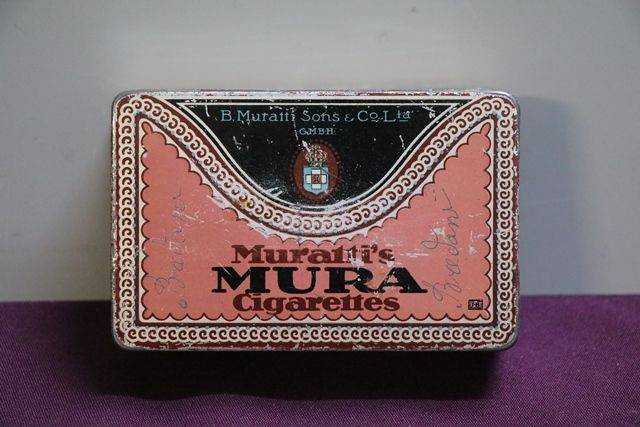 B. Muratti Sons & Co. Ltd
GMBH
Muratti's
MURA
Cigarettes